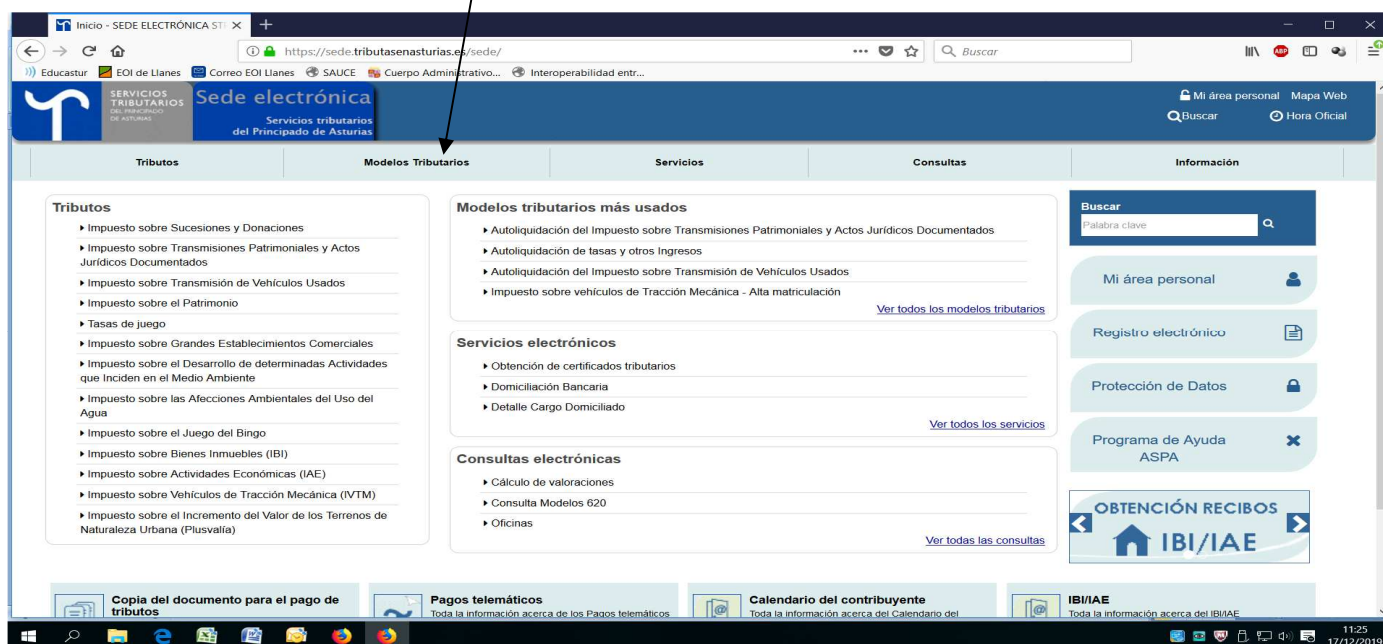 Inicio - SEDE ELECTRÓNICA ST
https://sede.tributasenasturias.es/sede/
Buscar
Educastur EOI de Llanes Correo EOI Llanes SAUCE Cuerpo Administrativo... Interoperabilidad entr...
SERVICIOS
TRIBUTARIOS
DEL PRINCIPADO
DE ASTURIAS
Sede electrónica
Servicios tributarios
del Principado de Asturias
Mi área personal Mapa Web
Buscar Hora Oficial
Tributos Modelos Tributarios Servicios Consultas Información
Tributos
Impuesto sobre Sucesiones y Donaciones
Impuesto sobre Transmisiones Patrimoniales y Actos
Jurídicos Documentados
Impuesto sobre Transmisión de Vehículos Usados
Impuesto sobre el Patrimonio
Tasas de juego
Impuesto sobre Grandes Establecimientos Comerciales
Impuesto sobre el Desarrollo de determinadas Actividades
que Inciden en el Medio Ambiente
Impuesto sobre las Afecciones Ambientales del Uso del
Agua
Impuesto sobre el Juego del Bingo
Impuesto sobre Bienes Inmuebles (IBI)
Impuesto sobre Actividades Económicas (IAE)
Impuesto sobre Vehículos de Tracción Mecánica (IVTM)
Impuesto sobre el Incremento del Valor de los Terrenos de
Naturaleza Urbana (Plusvalía)
Modelos tributarios más usados
Autoliquidación del Impuesto sobre Transmisiones Patrimoniales y Actos Jurídicos Documentados
Autoliquidación de tasas y otros Ingresos
Autoliquidación del Impuesto sobre Transmisión de Vehículos Usados
Impuesto sobre vehículos de Tracción Mecánica - Alta matriculación
Ver todos los modelos tributarios
Servicios electrónicos
Obtención de certificados tributarios
Domiciliación Bancaria
Detalle Cargo Domiciliado
Ver todos los servicios
Consultas electrónicas
Cálculo de valoraciones
Consulta Modelos 620
Oficinas
Ver todas las consultas
Buscar
Palabra clave
Mi área personal
Registro electrónico
Protección de Datos
Programa de Ayuda
ASPA
OBTENCIÓN RECIBOS
IBI/IAE
Copia del documento para el pago de
tributos
Pagos telemáticos
Toda la información acerca de los Pagos telemáticos
Calendario del contribuyente
Toda la información acerca del Calendario del
IBI/IAE
Toda la información acerca del IBI/IAE
11:25
17/12/2019